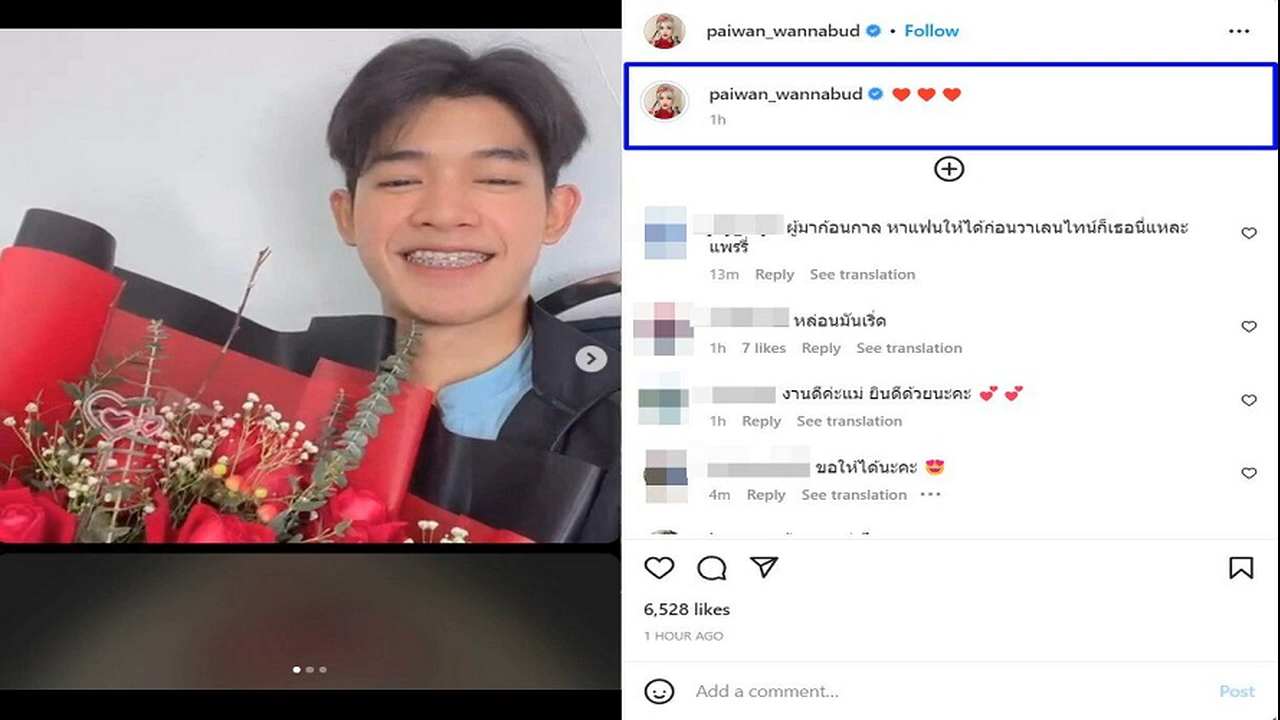 paiwan_wannabud • Follow
paiwan_wannabud ❤️ ❤️ ❤️
1h
ผู้มาก้อนกาล หาแฟนให้ได้ก่อนวาเลนไทน์ก็เธอนี่แหละ
แพรรี่
13m Reply See translation
หล่อนมันเริ่ด
1h 7 likes Reply See translation
งานดีค่ะแม่ ยินดีด้วยนะคะ 💕 💕
1h Reply See translation
ขอให้ได้นะคะ 😍
4m Reply See translation •••
6,528 likes
1 HOUR AGO
Add a comment...
Post